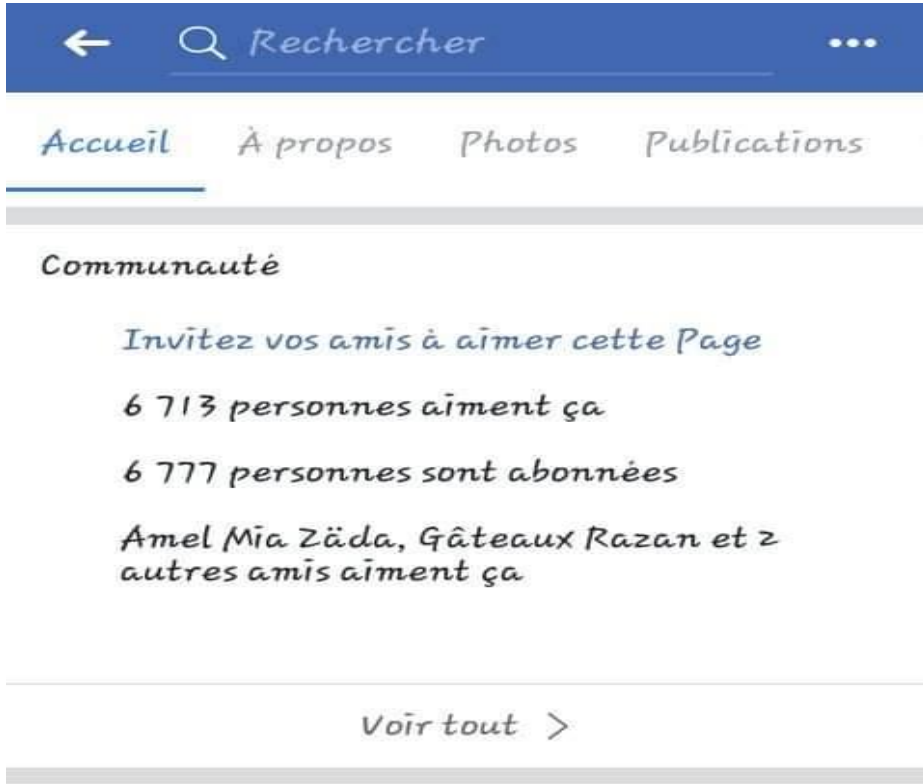 Rechercher
Accueil À propos Photos Publications
Communauté
Invitez vos amis à aimer cette Page
6 713 personnes aiment ça
6 777 personnes sont abonnées
Amel Mia Zäda, Gâteaux Razan et 2
autres amis aiment ça
Voir tout